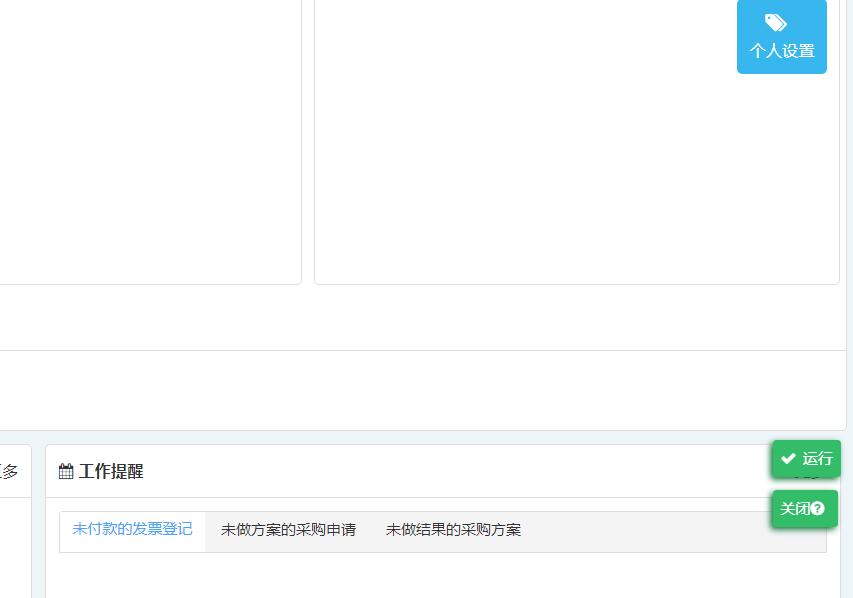 个人设置
多
工作提醒
运行
未付款的发票登记
未做方案的采购申请
未做结果的采购方案
关闭